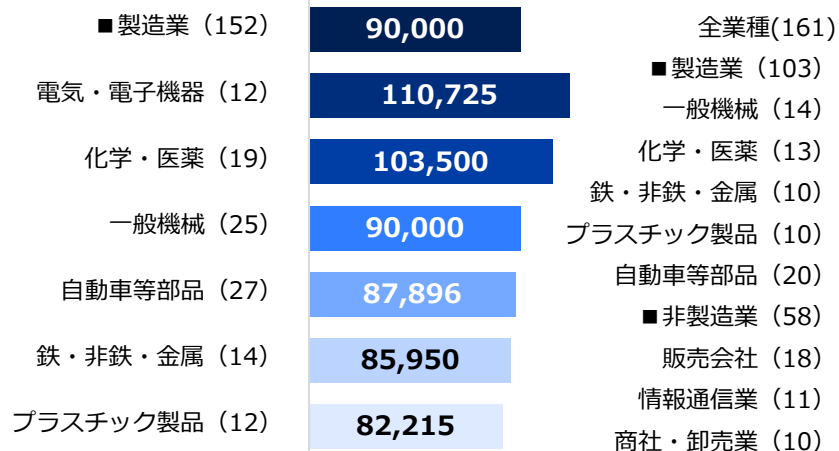 ■製造業（152）
90,000
電気・電子機器（12）
110,725
化学・医薬（19）
103,500
一般機械（25）
90,000
自動車等部品（27）
87,896
鉄・非鉄・金属（14）
85,950
プラスチック製品（12）
82,215
全業種(161)
■製造業（103）
一般機械（14）
化学・医薬（13）
鉄・非鉄・金属（10）
プラスチック製品（10）
自動車等部品（20）
■非製造業（58）
販売会社（18）
情報通信業（11）
商社・卸売業（10）